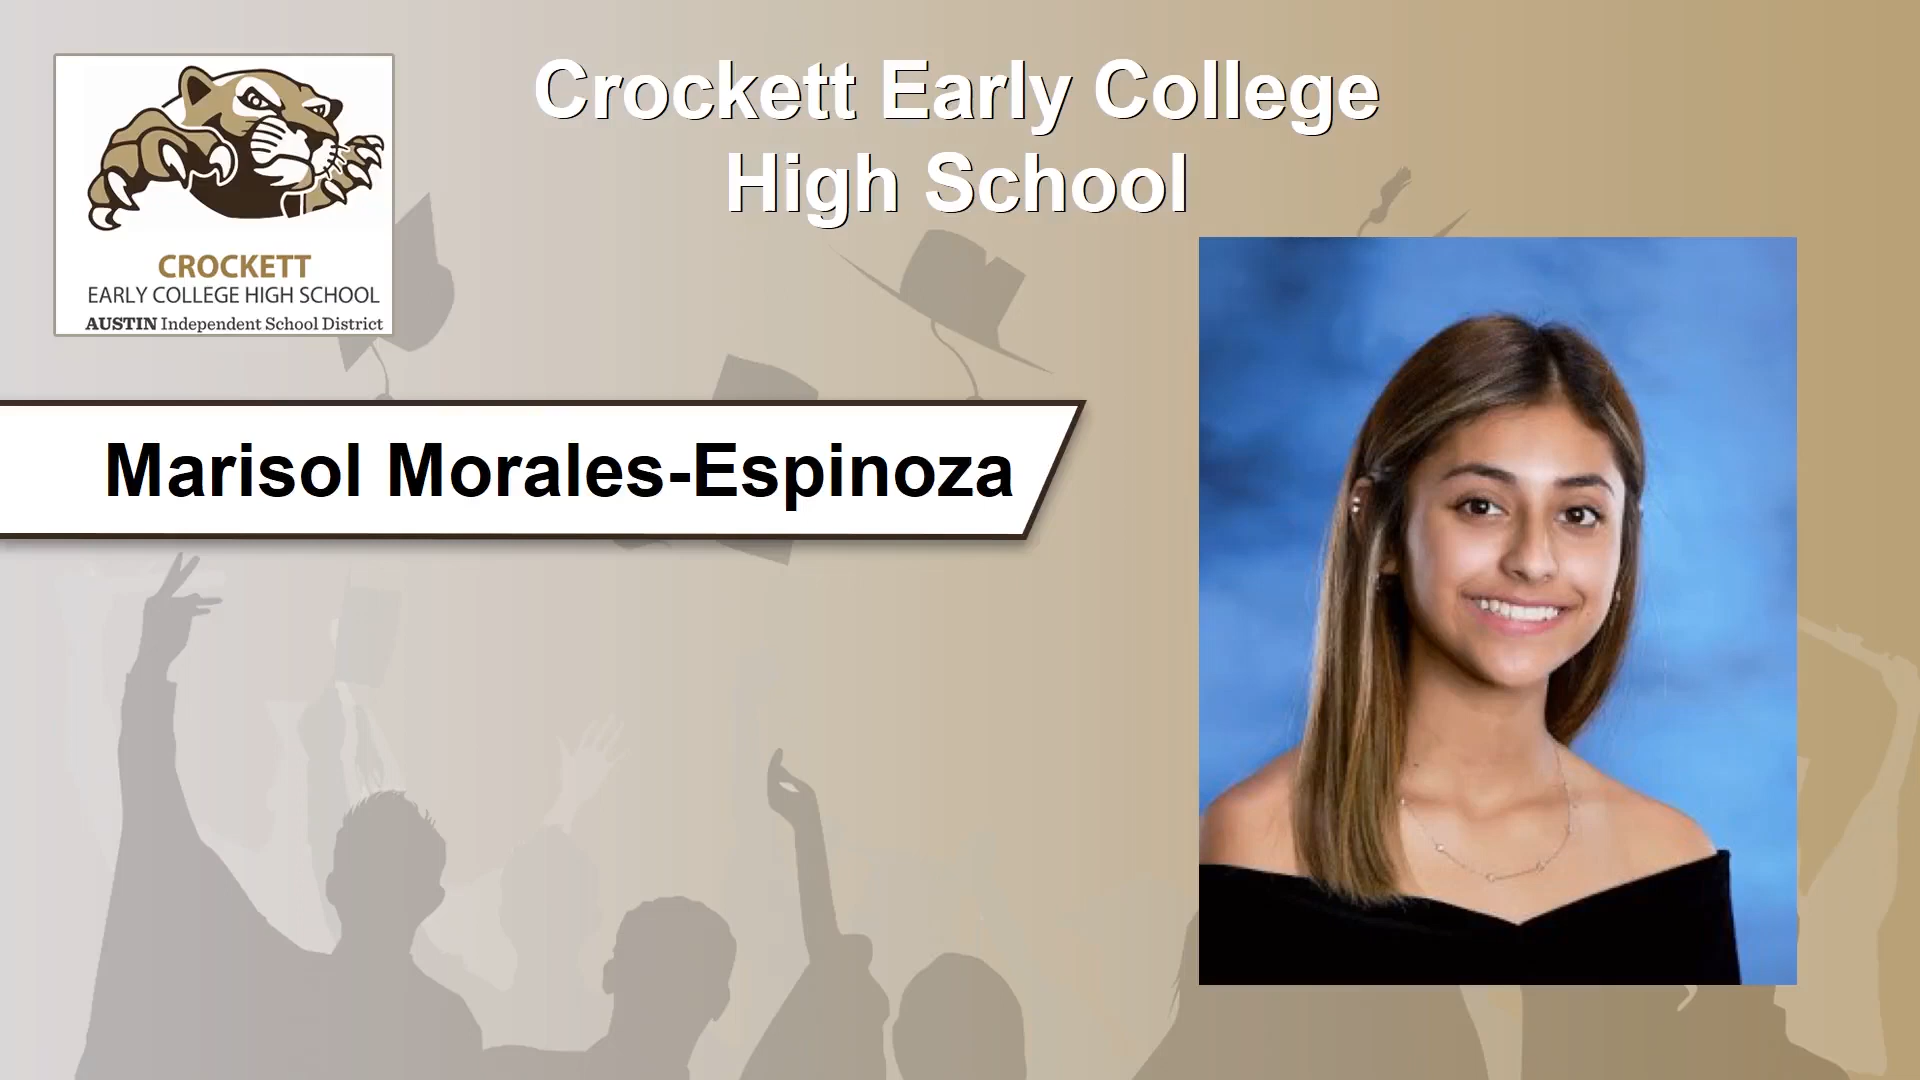 Crockett Early College
High School
CROCKETT
EARLY COLLEGE HIGH SCHOOL
AUSTIN Independent School District
Marisol Morales-Espinoza